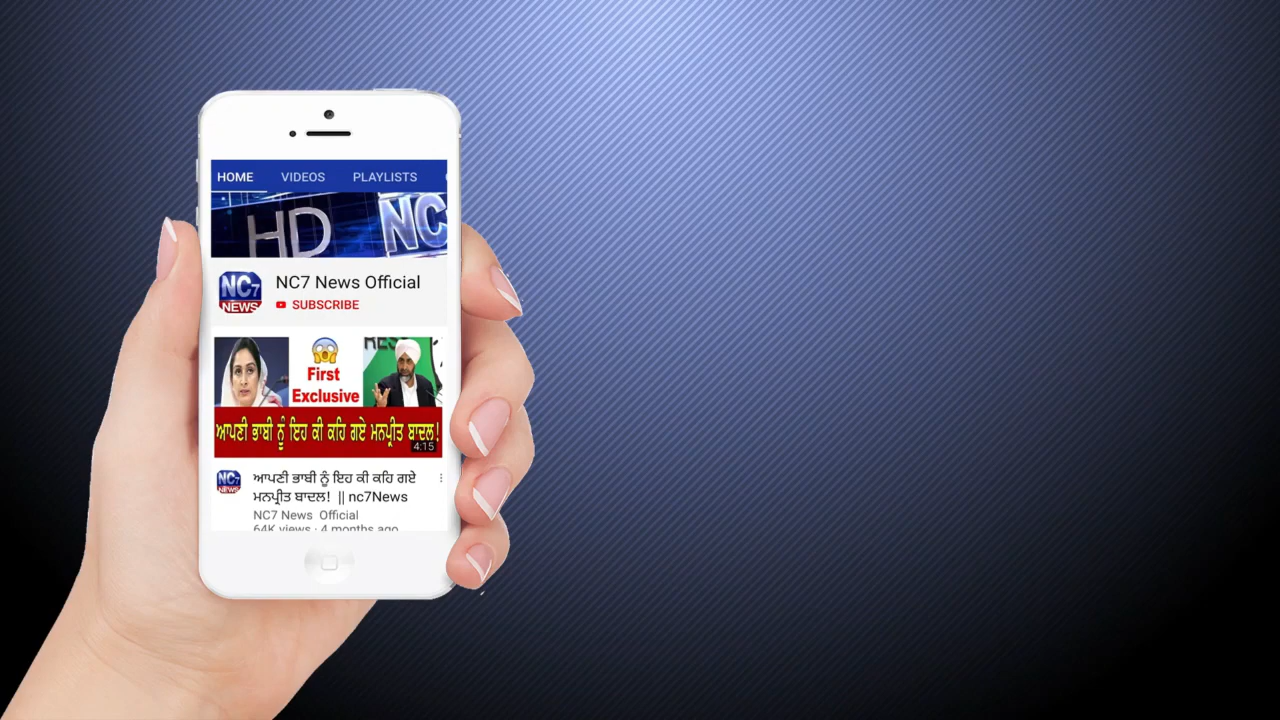 HOME VIDEOS PLAYLISTS
HD NC
NC7
NEWS
NC7 News Official
SUBSCRIBE
First
Exclusive
ਆਪਣੀ ਭਾਬੀ ਨੂੰ ਇਹ ਕੀ ਕਹਿ ਗਏ ਮਨਪ੍ਰੀਤ ਬਾਦਲ!
4:15
NC7
NEWS
ਆਪਣੀ ਭਾਬੀ ਨੂੰ ਇਹ ਕੀ ਕਹਿ ਗਏ
ਮਨਪ੍ਰੀਤ ਬਾਦਲ! || nc7News
NC7 News Official
64K views · 4 months ago